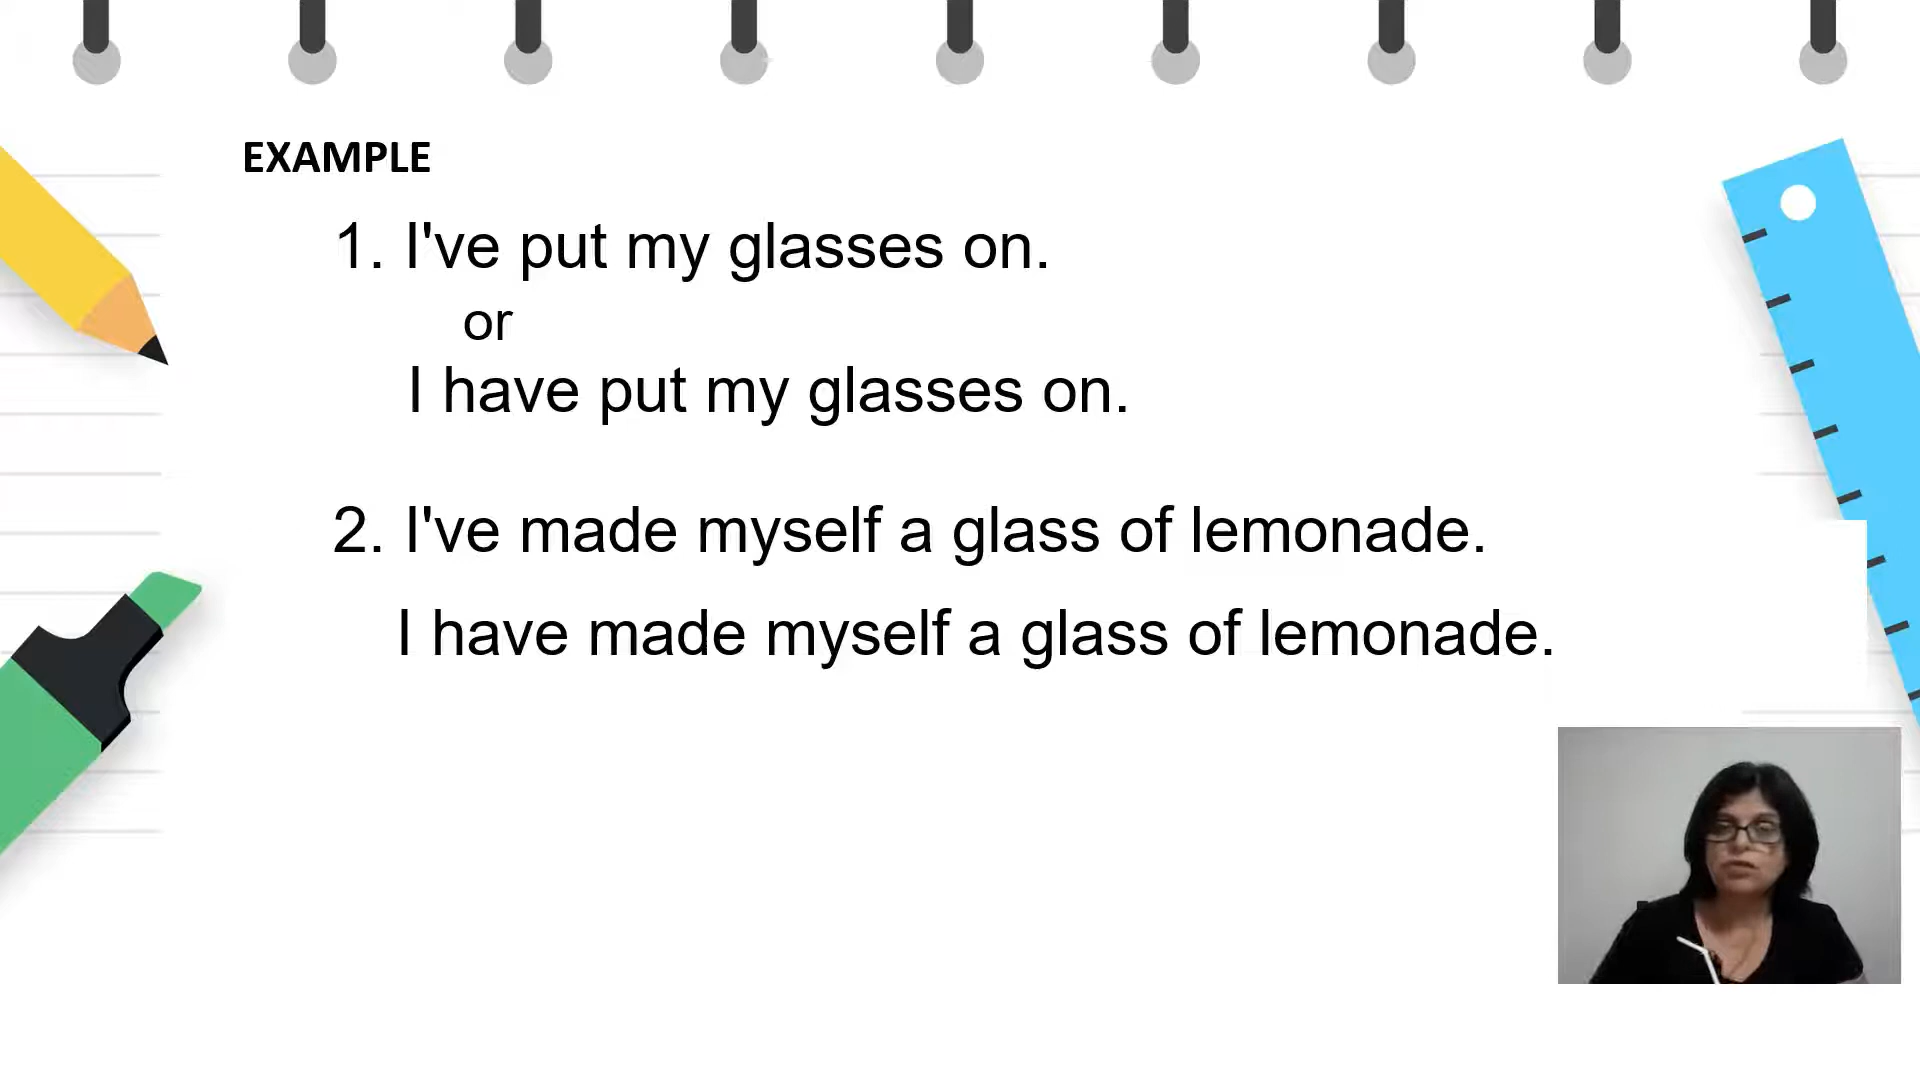 EXAMPLE
1. I've put my glasses on.
or
I have put my glasses on.
2. I've made myself a glass of lemonade.
I have made myself a glass of lemonade.